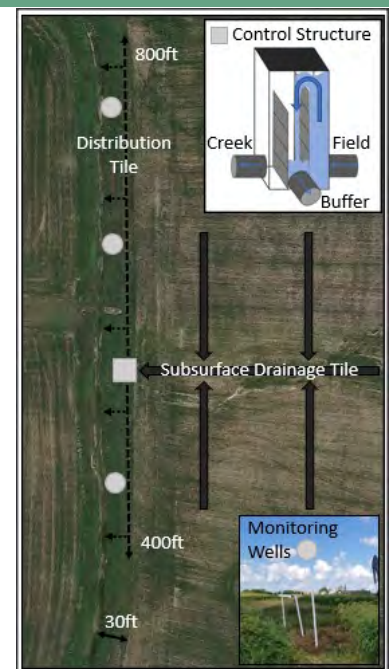 Control Structure
800ft
Distribution
Tile
Creek
Field
Buffer
Subsurface Drainage Tile
Monitoring
Wells
400ft
30ft